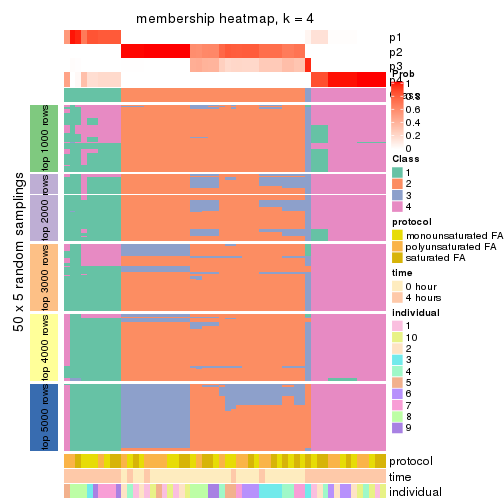 membership heatmap, k = 4
p1
p2
p3
p4
Prob
1
0.8
0.6
0.4
0.2
0
Class
1
2
3
4
protocol
monounsaturated FA
polyunsaturated FA
saturated FA
time
0 hour
4 hours
individual
1
10
2
3
4
5
6
7
8
9
50 x 5 random samplings
top 1000 rows
top 2000 rows
top 3000 rows
top 4000 rows
top 5000 rows
protocol
time
individual